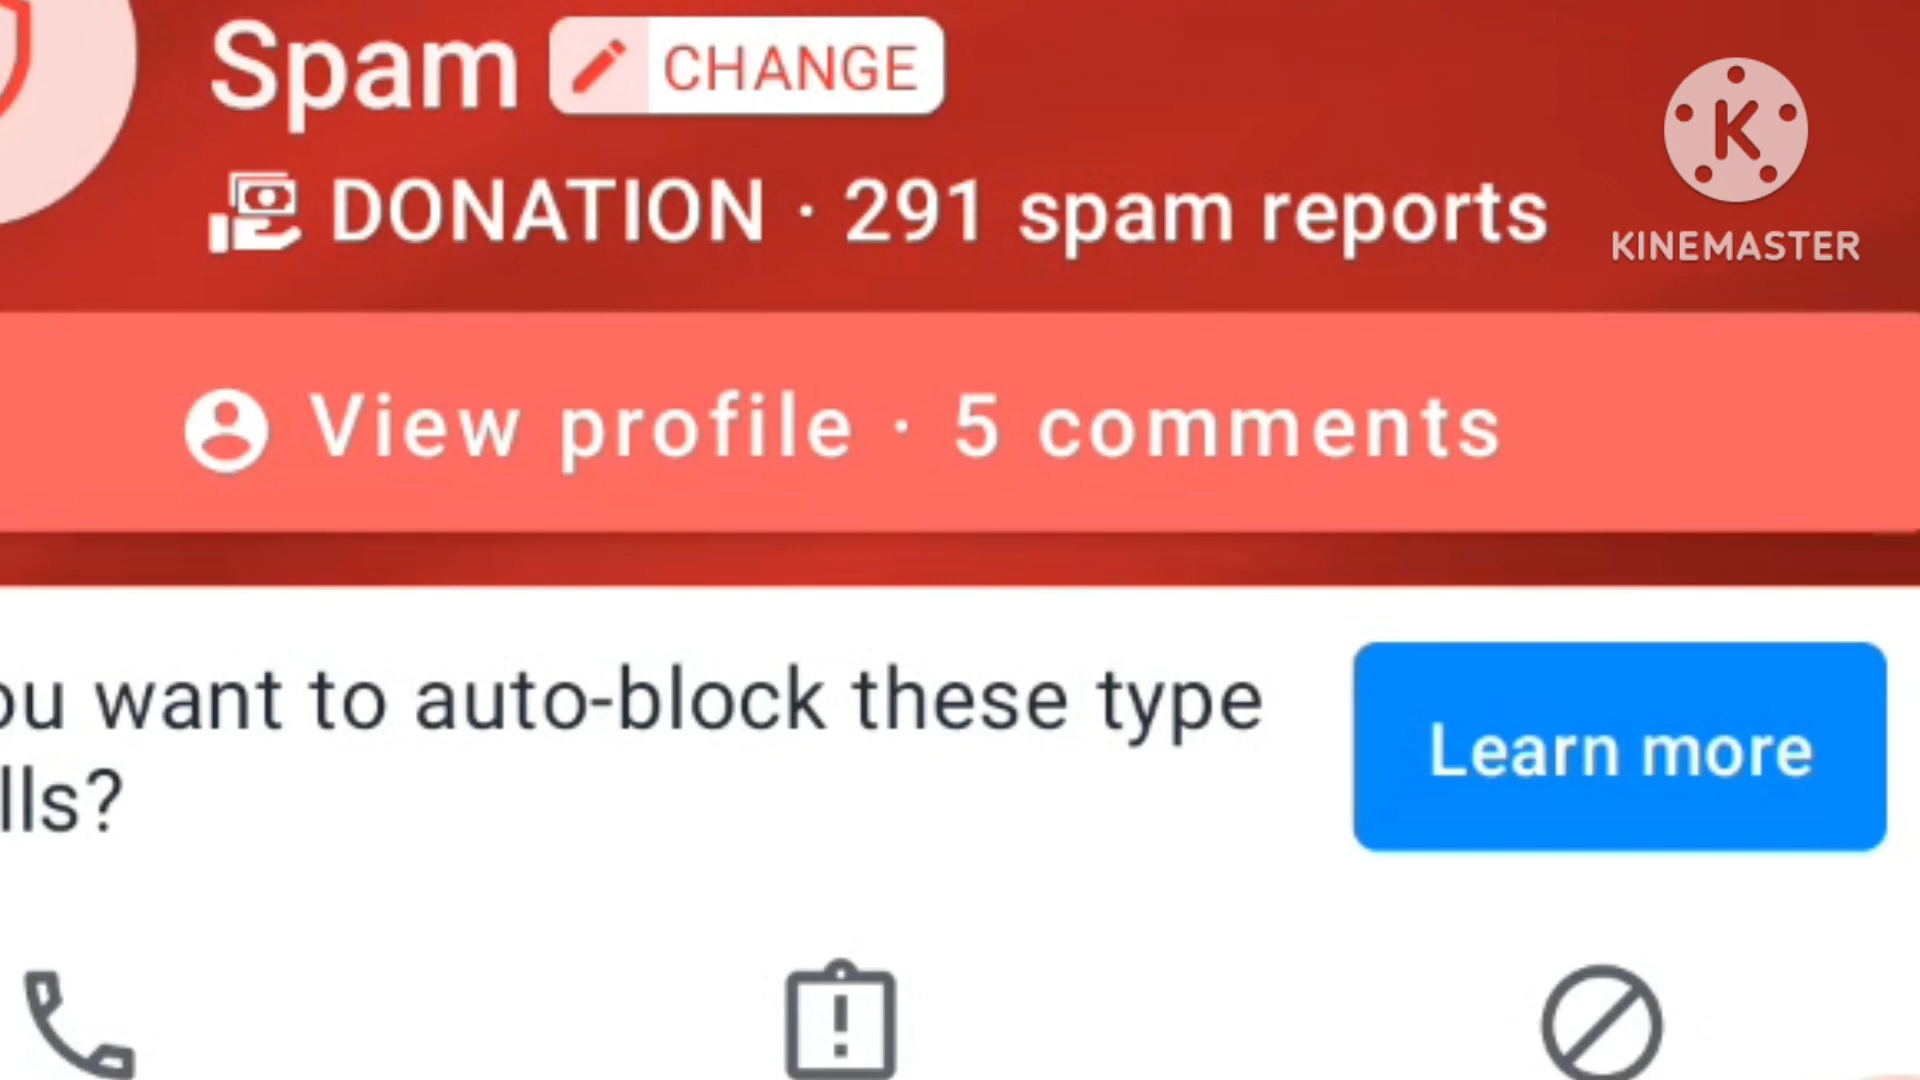 Spam CHANGE
DONATION · 291 spam reports
K
KINEMASTER
View profile · 5 comments
ou want to auto-block these type
lls?
Learn more